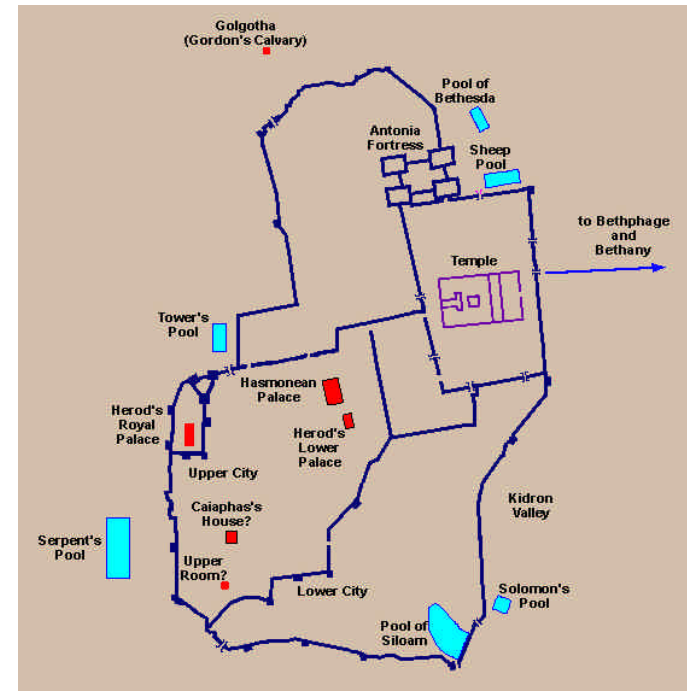 Golgotha
(Gordon's Calvary)
Pool of
Bethesda
Antonia
Fortress
Sheep
Pool
to Bethphage
and
Bethany
Temple
Tower's
Pool
Hasmonean
Palace
Herod's
Royal
Palace
Herod's
Lower
Palace
Upper City
Caiaphas's
House?
Kidron
Valley
Serpent's
Pool
Upper
Room?
Lower City
Solomon's
Pool
Pool of
Siloam